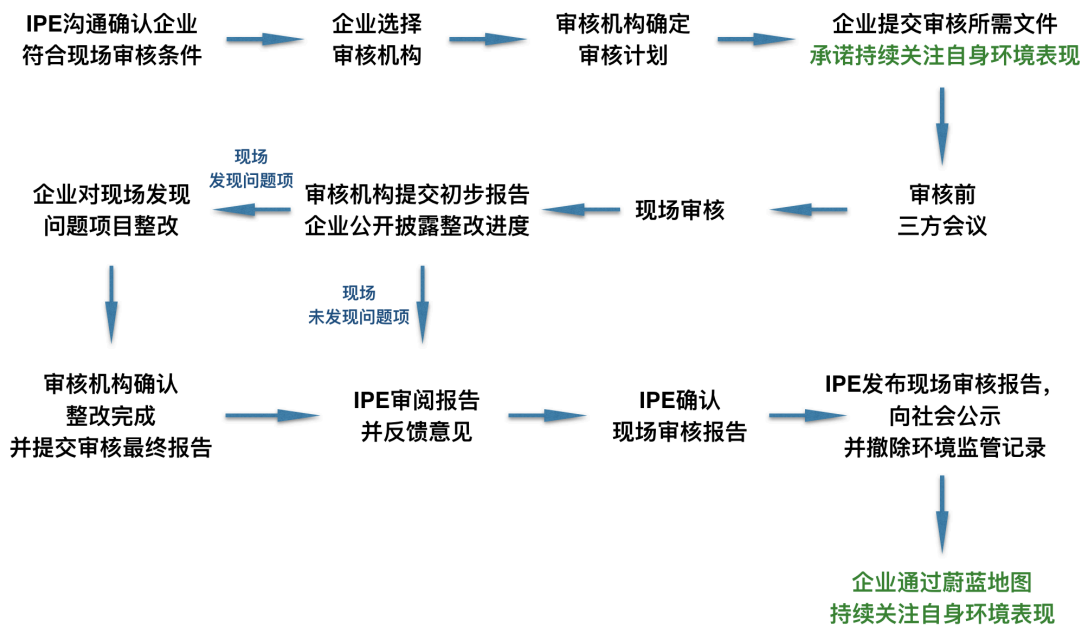 IPE沟通确认企业
符合现场审核条件
企业选择
审核机构
审核机构确定
审核计划
企业提交审核所需文件
承诺持续关注自身环境表现
审核前
三方会议
现场审核
审核机构提交初步报告
企业公开披露整改进度
现场
发现问题项
企业对现场发现
问题项目整改
现场
未发现问题项
审核机构确认
整改完成
并提交审核最终报告
IPE审阅报告
并反馈意见
IPE确认
现场审核报告
IPE发布现场审核报告，
向社会公示
并撤除环境监管记录
企业通过蔚蓝地图
持续关注自身环境表现